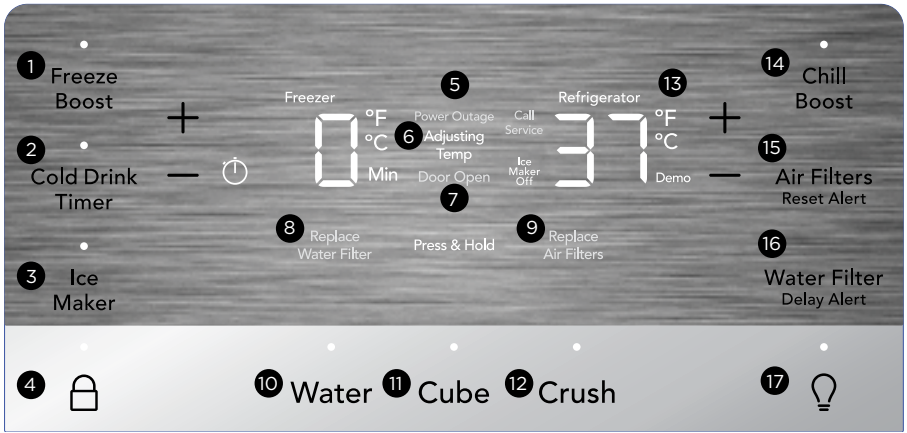 1
Freeze
Boost
2
Cold Drink
Timer
3
Ice
Maker
4
Freezer
0
°F
°C
Min
5
Power Outage
6
Adjusting
Temp
Door Open
7
Call
Service
Ice
Maker
Off
Refrigerator
13
37
°F
°C
Demo
8
Replace
Water Filter
Press & Hold
9
Replace
Air Filters
14
Chill
Boost
15
Air Filters
Reset Alert
16
Water Filter
Delay Alert
10
Water
11
Cube
12
Crush
17